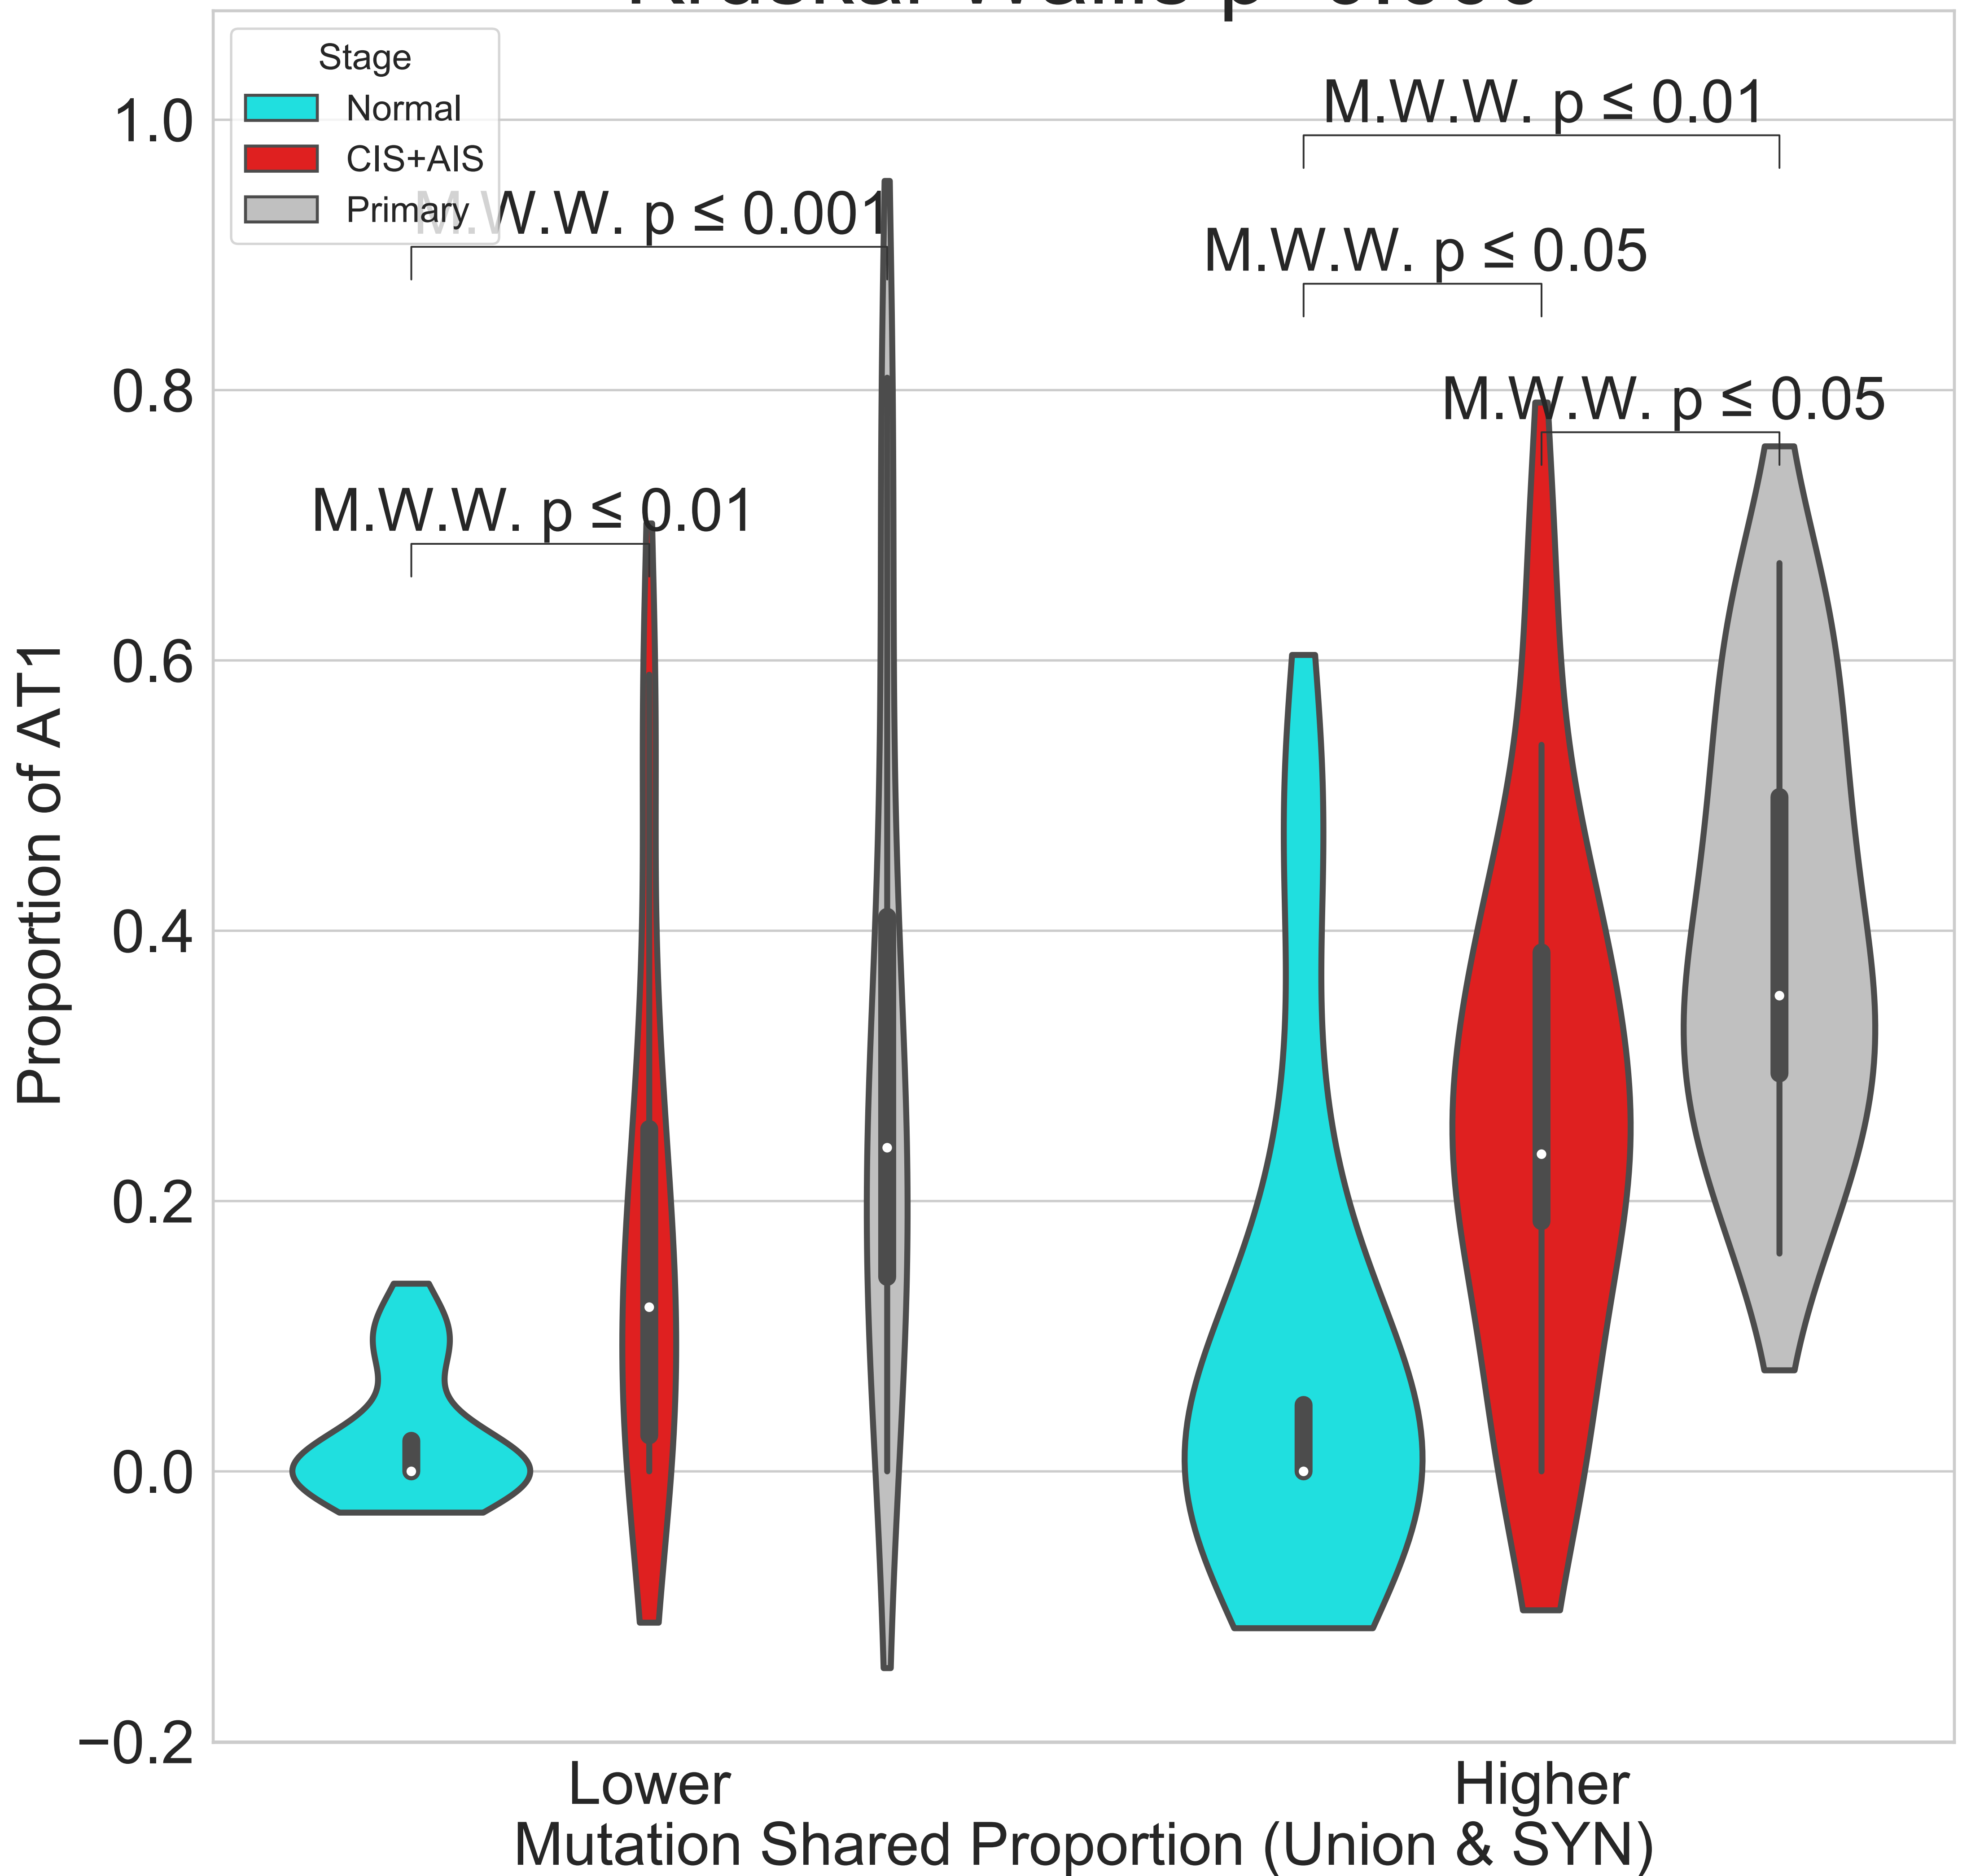 Stage
Normal
CIS+AIS
Primary
M.W.W. p ≤ 0.01
M.W.W. p ≤ 0.001
M.W.W. p ≤ 0.05
M.W.W. p ≤ 0.05
M.W.W. p ≤ 0.01
1.0
0.8
0.6
0.4
0.2
0.0
−0.2
Proportion of AT1
Lower
Higher
Mutation Shared Proportion (Union & SYN)